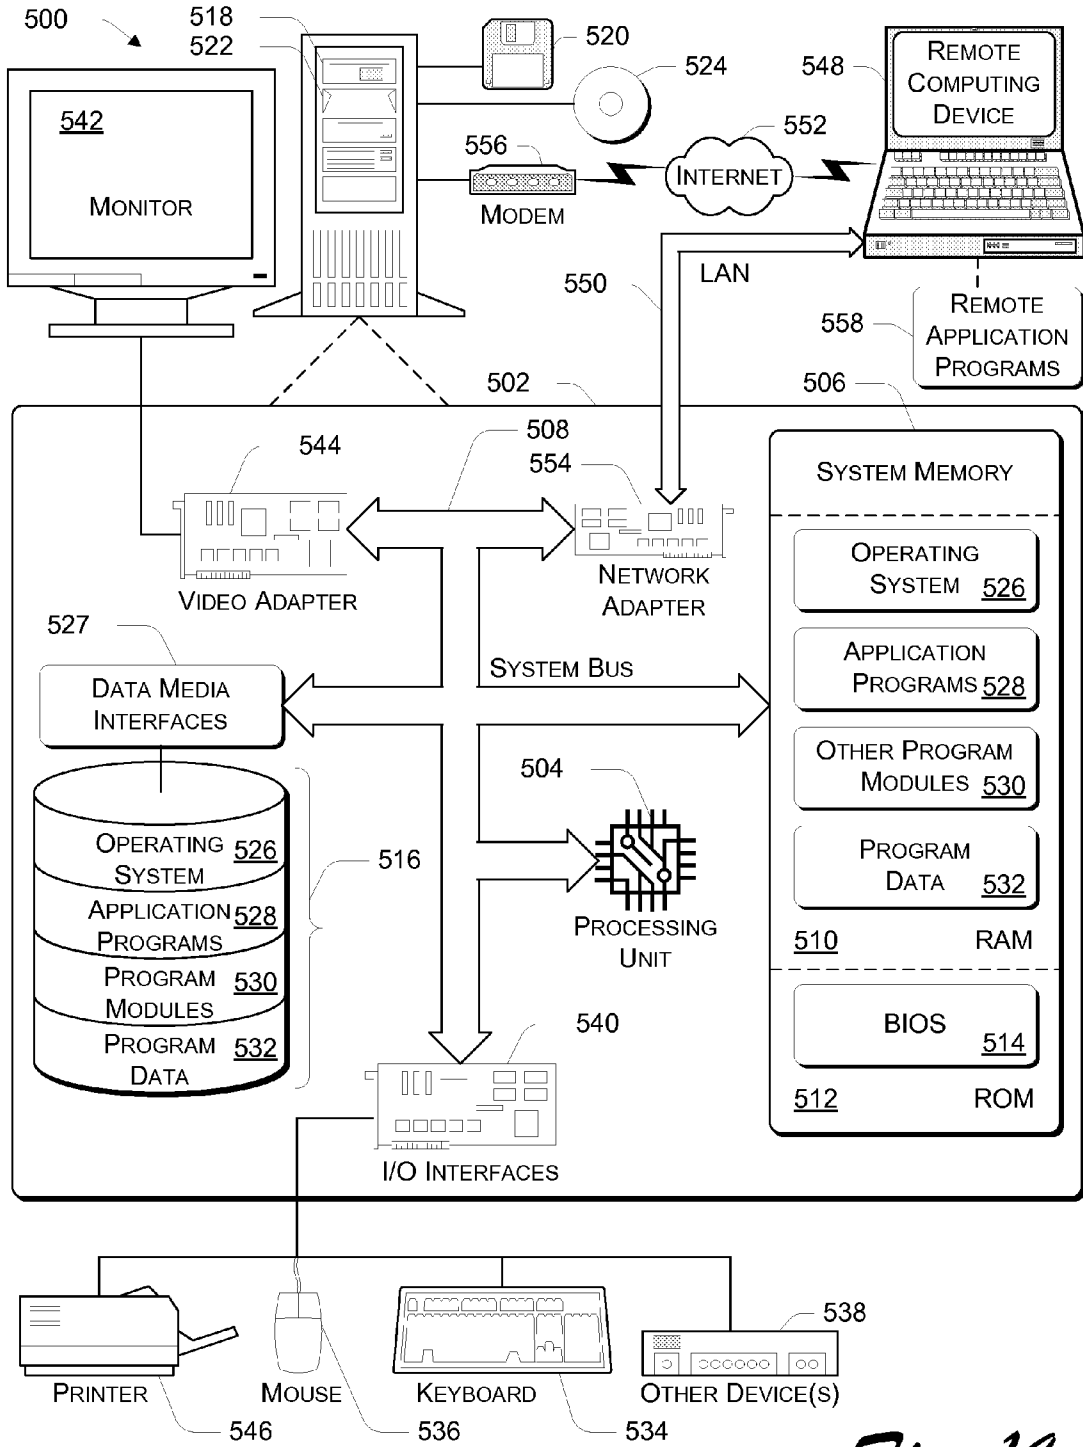 500
518
522
520
524
548
REMOTE
COMPUTING
DEVICE
542
MONITOR
556
MODEM
552
INTERNET
550
LAN
558
REMOTE
APPLICATION
PROGRAMS
502
506
544
508
554
SYSTEM MEMORY
VIDEO ADAPTER
NETWORK
ADAPTER
OPERATING
SYSTEM 526
527
SYSTEM BUS
APPLICATION
PROGRAMS 528
DATA MEDIA
INTERFACES
504
OTHER PROGRAM
MODULES 530
OPERATING 526
SYSTEM
516
PROGRAM
DATA 532
APPLICATION 528
PROGRAMS
PROCESSING
UNIT
510 RAM
PROGRAM 530
MODULES
540
BIOS 514
PROGRAM 532
DATA
512 ROM
I/O INTERFACES
538
PRINTER
MOUSE
KEYBOARD
OTHER DEVICE(S)
546
536
534